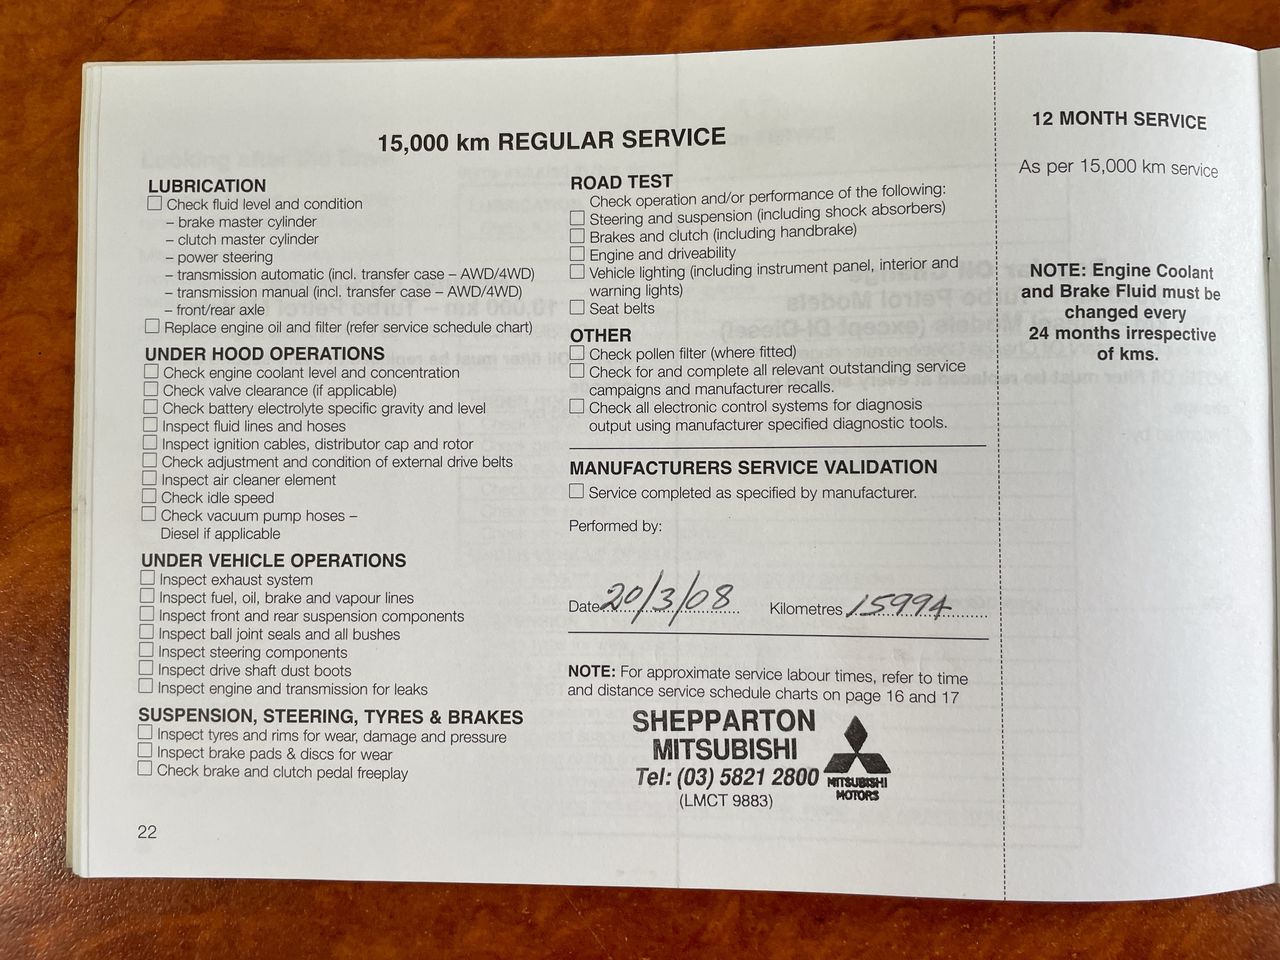 15,000 km REGULAR SERVICE
LUBRICATION
Check fluid level and condition
– brake master cylinder
– clutch master cylinder
– power steering
– transmission automatic (incl. transfer case – AWD/4WD)
– transmission manual (incl. transfer case – AWD/4WD)
– front/rear axle
Replace engine oil and filter (refer service schedule chart)
UNDER HOOD OPERATIONS
Check engine coolant level and concentration
Check valve clearance (if applicable)
Check battery electrolyte specific gravity and level
Inspect fluid lines and hoses
Inspect ignition cables, distributor cap and rotor
Check adjustment and condition of external drive belts
Inspect air cleaner element
Check idle speed
Check vacuum pump hoses –
Diesel if applicable
UNDER VEHICLE OPERATIONS
Inspect exhaust system
Inspect fuel, oil, brake and vapour lines
Inspect front and rear suspension components
Inspect ball joint seals and all bushes
Inspect steering components
Inspect drive shaft dust boots
Inspect engine and transmission for leaks
SUSPENSION, STEERING, TYRES & BRAKES
Inspect tyres and rims for wear, damage and pressure
Inspect brake pads & discs for wear
Check brake and clutch pedal freeplay
22
ROAD TEST
Check operation and/or performance of the following:
Steering and suspension (including shock absorbers)
Brakes and clutch (including handbrake)
Engine and driveability
Vehicle lighting (including instrument panel, interior and
warning lights)
Seat belts
OTHER
Check pollen filter (where fitted)
Check for and complete all relevant outstanding service
campaigns and manufacturer recalls.
Check all electronic control systems for diagnosis
output using manufacturer specified diagnostic tools.
MANUFACTURERS SERVICE VALIDATION
Service completed as specified by manufacturer.
Performed by:
Date 20/3/08 Kilometres 15994
NOTE: For approximate service labour times, refer to time
and distance service schedule charts on page 16 and 17
SHEPPARTON
MITSUBISHI
Tel: (03) 5821 2800
(LMCT 9883)
MITSUBISHI
MOTORS
12 MONTH SERVICE
As per 15,000 km service
NOTE: Engine Coolant
and Brake Fluid must be
changed every
24 months irrespective
of kms.